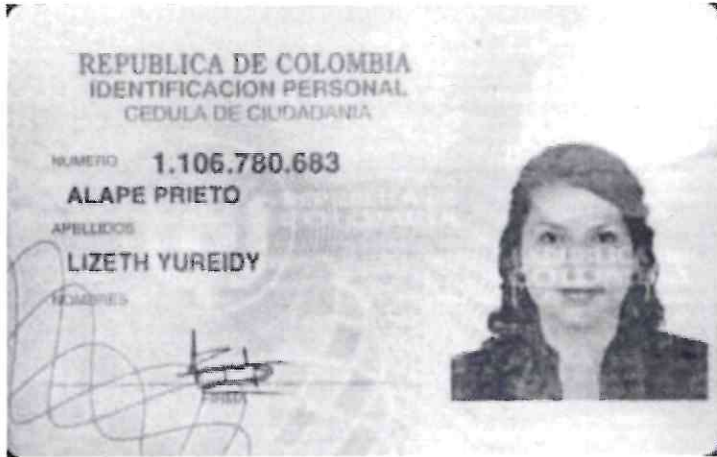 REPUBLICA DE COLOMBIA
IDENTIFICACION PERSONAL
CEDULA DE CIUDADANIA
NUMERO 1.106.780.683
ALAPE PRIETO
APELLIDOS
LIZETH YUREIDY
NOMBRES
FIRMA